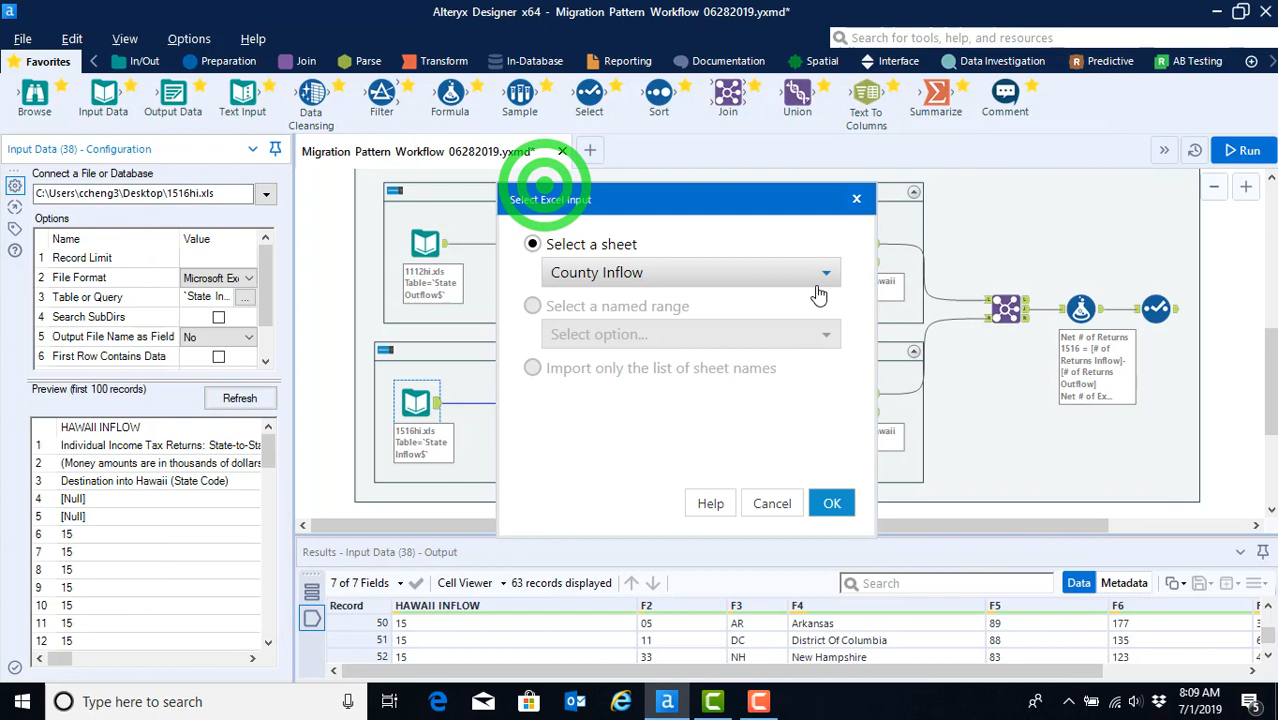 Alteryx Designer x64 - Migration Pattern Workflow 06282019.yxmd*
File Edit View Options Help
Search for tools, help, and resources
Favorites In/Out Preparation Join Parse Transform In-Database Reporting Documentation Spatial Interface Data Investigation Predictive AB Testing
Browse Input Data Output Data Text Input Data Cleansing Filter Formula Sample Select Sort Join Union Text To Columns Summarize Comment
Input Data (38) - Configuration
Migration Pattern Workflow 06282019.yxmd*
Run
Connect a File or Database
C:\Users\ccheng3\Desktop\1516hi.xls
Options
Name Value
1 Record Limit
2 File Format Microsoft Exc
3 Table or Query `State In... ...
4 Search SubDirs
5 Output File Name as Field No
6 First Row Contains Data
Preview (first 100 records) Refresh
HAWAII INFLOW
1 Individual Income Tax Returns: State-to-Sta
2 (Money amounts are in thousands of dollars
3 Destination into Hawaii (State Code)
4 [Null]
5 [Null]
6 15
7 15
8 15
9 15
10 15
11 15
12 15
1112hi.xls
Table=`State
Outflow$`
1516hi.xls
Table=`State
Inflow$`
Select Excel Input
Select a sheet
County Inflow
Select a named range
Select option...
Import only the list of sheet names
Help Cancel OK
Net # of Returns
1516 = [# of
Returns Inflow]-
[# of Returns
Outflow]
Net # of Ex...
Results - Input Data (38) - Output
7 of 7 Fields Cell Viewer 63 records displayed Search Data Metadata
Record HAWAII INFLOW F2 F3 F4 F5 F6
50 15 05 AR Arkansas 89 177
51 15 11 DC District Of Columbia 88 135
52 15 33 NH New Hampshire 83 123
Type here to search
8:09 AM
7/1/2019
5